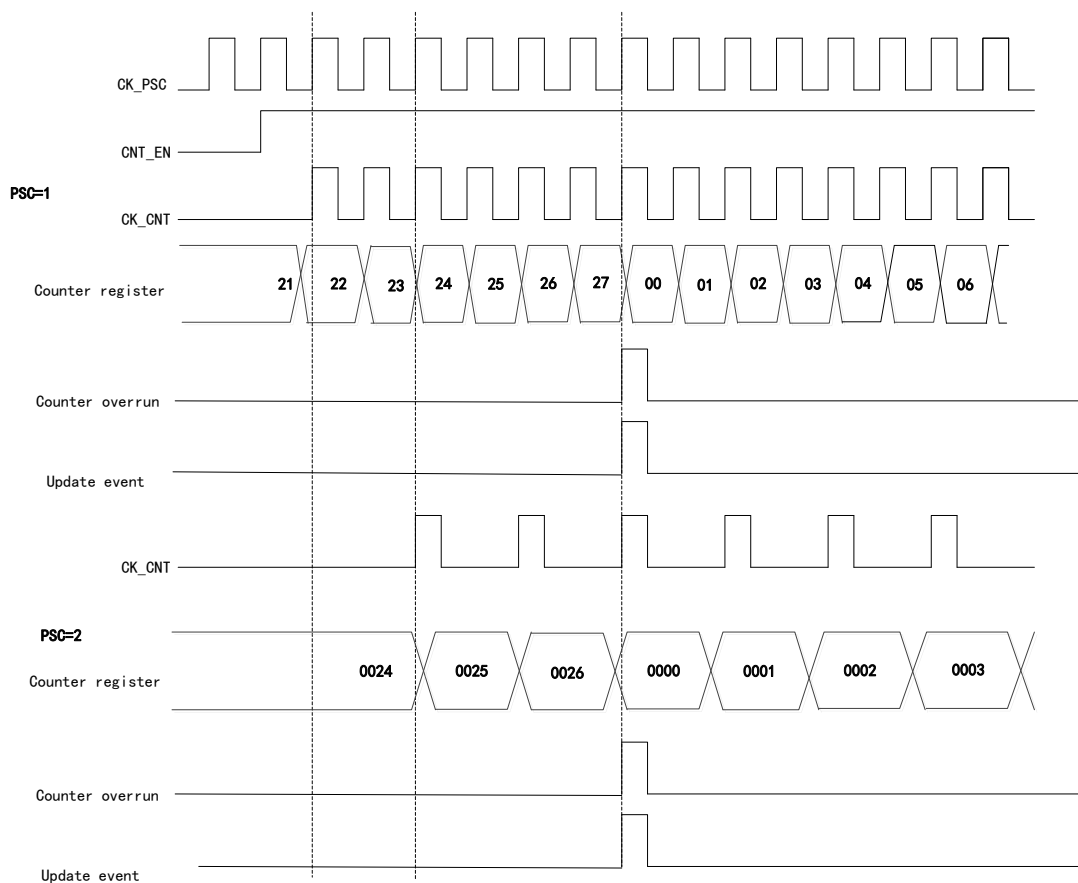 CK_PSC
CNT_EN
PSC=1
CK_CNT
Counter register 21 22 23 24 25 26 27 00 01 02 03 04 05 06
Counter overrun
Update event
CK_CNT
PSC=2
Counter register 0024 0025 0026 0000 0001 0002 0003
Counter overrun
Update event